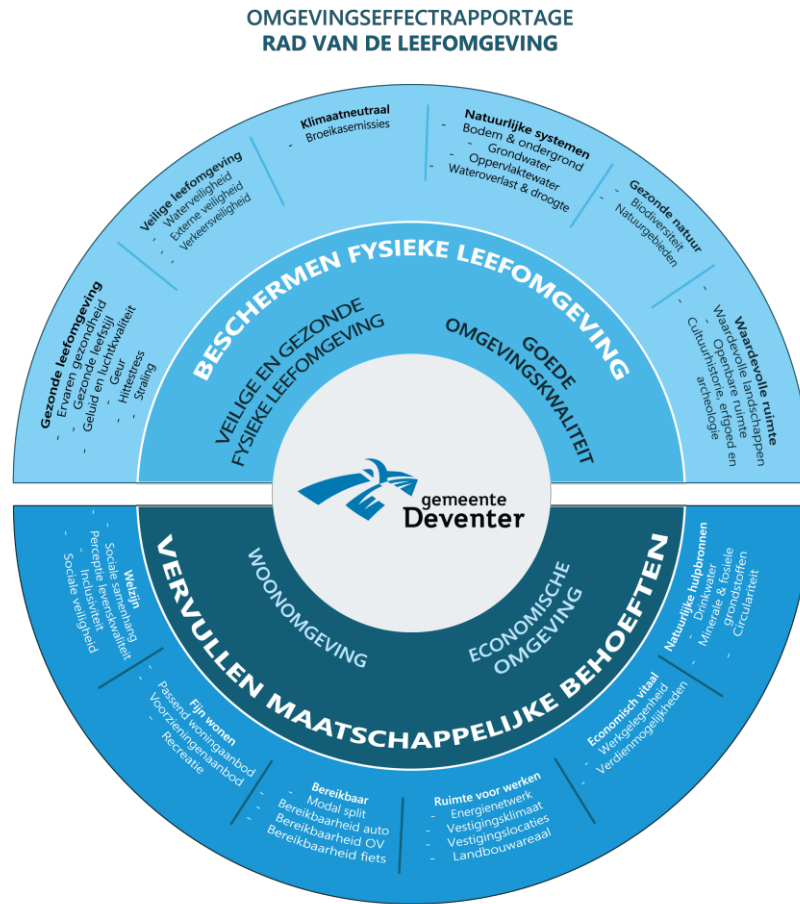 OMGEVINGSEFFECTRAPPORTAGE
RAD VAN DE LEEFOMGEVING
Gezonde leefomgeving
- Ervaren gezondheid
- Gezonde leefstijl
- Geluid en luchtkwaliteit
- Geur
- Hittestress
- Straling
Veilige leefomgeving
- Waterveiligheid
- Externe veiligheid
- Verkeersveiligheid
Klimaatneutraal
- Broeikasemissies
Natuurlijke systemen
- Bodem & ondergrond
- Grondwater
- Oppervlaktewater
- Wateroverlast & droogte
Gezonde natuur
- Biodiversiteit
- Natuurgebieden
Waardevolle ruimte
- Waardevolle landschappen
- Openbare ruimte
- Cultuurhistorie, erfgoed en
archeologie
BESCHERMEN FYSIEKE LEEFOMGEVING
VEILIGE EN GEZONDE
FYSIEKE LEEFOMGEVING
GOEDE
OMGEVINGSKWALITEIT
gemeente
Deventer
WOONOMGEVING
ECONOMISCHE
OMGEVING
VERVULLEN MAATSCHAPPELIJKE BEHOEFTEN
Welzijn
- Sociale samenhang
- Perceptie levenskwaliteit
- Inclusiviteit
- Sociale veiligheid
Fijn wonen
- Passend woningaanbod
- Voorzieningenaanbod
- Recreatie
Bereikbaar
- Modal split
- Bereikbaarheid auto
- Bereikbaarheid OV
- Bereikbaarheid fiets
Ruimte voor werken
- Energienetwerk
- Vestigingsklimaat
- Vestigingslocaties
- Landbouwareaal
Economisch vitaal
- Werkgelegenheid
- Verdienmogelijkheden
Natuurlijke hulpbronnen
- Drinkwater
- Minerale & fosiele
grondstoffen
- Circulariteit